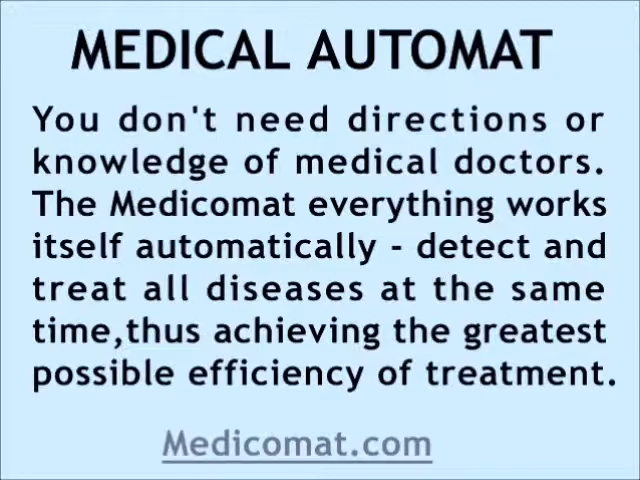 MEDICAL AUTOMAT
You don't need directions or
knowledge of medical doctors.
The Medicomat everything works
itself automatically - detect and
treat all diseases at the same
time,thus achieving the greatest
possible efficiency of treatment.
Medicomat.com